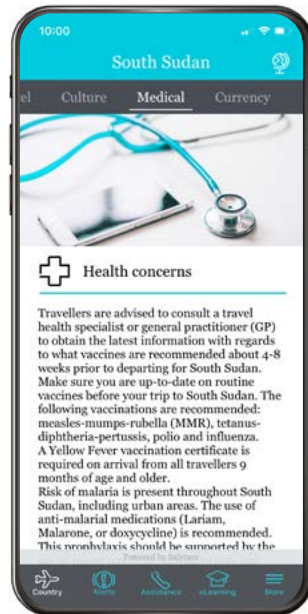 10:00
South Sudan
el Culture Medical Currency
Health concerns
Travellers are advised to consult a travel
health specialist or general practitioner (GP)
to obtain the latest information with regards
to what vaccines are recommended about 4-8
weeks prior to departing for South Sudan.
Make sure you are up-to-date on routine
vaccines before your trip to South Sudan. The
following vaccinations are recommended:
measles-mumps-rubella (MMR), tetanus-
diphtheria-pertussis, polio and influenza.
A Yellow Fever vaccination certificate is
required on arrival from all travellers 9
months of age and older.
Risk of malaria is present throughout South
Sudan, including urban areas. The use of
anti-malarial medications (Lariam,
Malarone, or doxycycline) is recommended.
This prophylaxis should be supported by the
Powered by
Country Alerts Assistance eLearning More